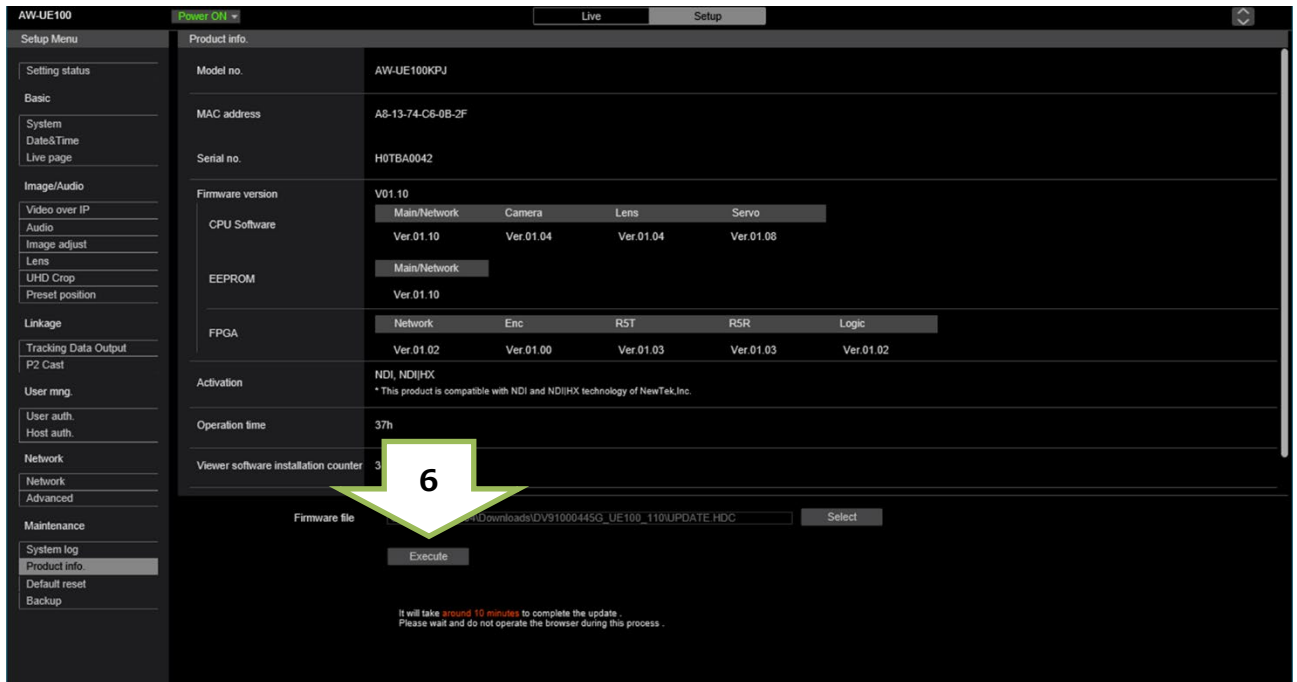 AW-UE100
Power ON
Live
Setup
Setup Menu
Product info.
Setting status
Basic
System
Date&Time
Live page
Image/Audio
Video over IP
Audio
Image adjust
Lens
UHD Crop
Preset position
Linkage
Tracking Data Output
P2 Cast
User mng.
User auth.
Host auth.
Network
Network
Advanced
Maintenance
System log
Product info.
Default reset
Backup
Model no. AW-UE100KPJ
MAC address A8-13-74-C6-0B-2F
Serial no. H0TBA0042
Firmware version V01.10
CPU Software
Main/Network Camera Lens Servo
Ver.01.10 Ver.01.04 Ver.01.04 Ver.01.08
EEPROM
Main/Network
Ver.01.10
FPGA
Network Enc R5T R5R Logic
Ver.01.02 Ver.01.00 Ver.01.03 Ver.01.03 Ver.01.02
Activation
NDI, NDI|HX
* This product is compatible with NDI and NDI|HX technology of NewTek,Inc.
Operation time 37h
Viewer software installation counter 3
6
Firmware file \Downloads\DV91000445G_UE100_110\UPDATE.HDC Select
Execute
It will take around 10 minutes to complete the update .
Please wait and do not operate the browser during this process .